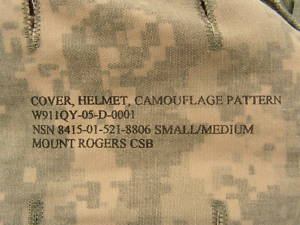 COVER, HELMET, CAMOUFLAGE PATTERN
W911QY-05-D-0001
NSN 8415-01-521-8806 SMALL/MEDIUM
MOUNT ROGERS CSB